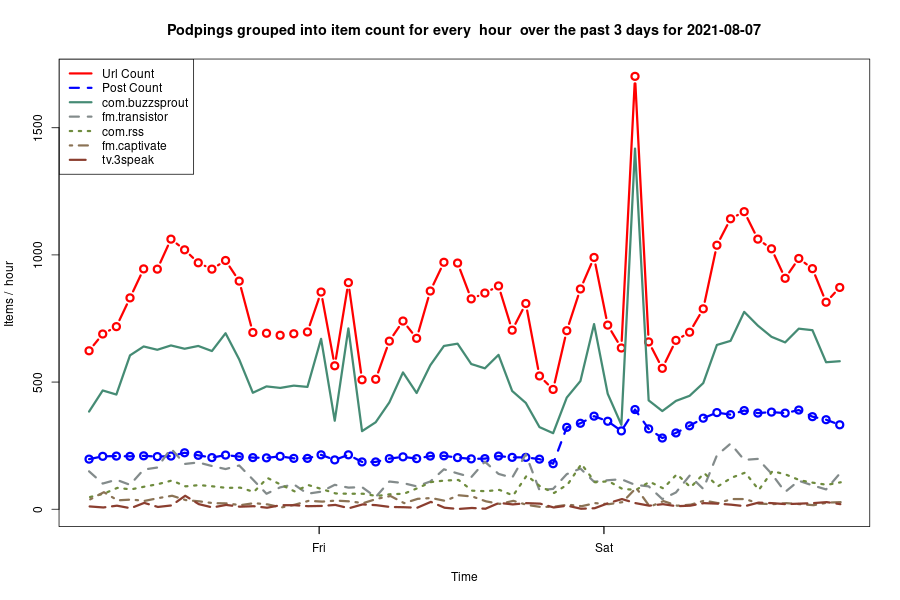 Podpings grouped into item count for every  hour  over the past 3 days for 2021-08-07
Url Count
Post Count
com.buzzsprout
fm.transistor
com.rss
fm.captivate
tv.3speak
Items /  hour
1500
1000
500
0
Fri
Sat
Time